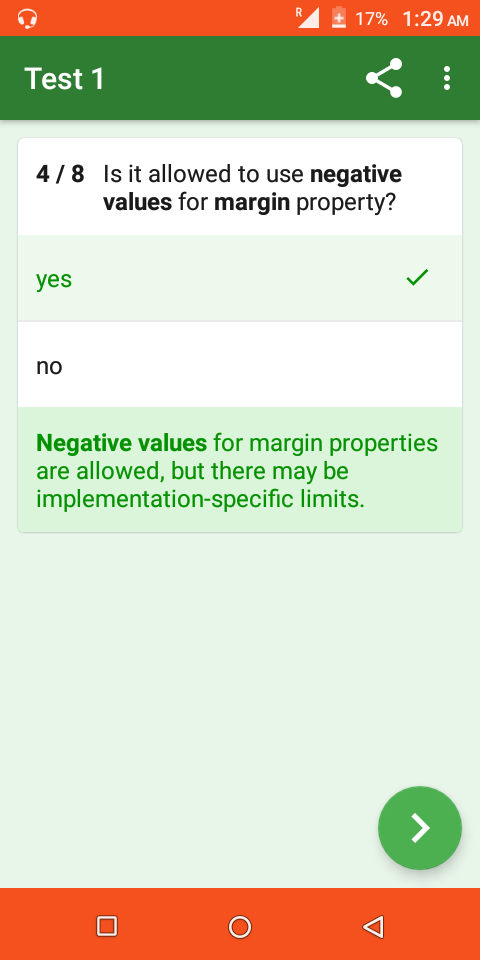 R 17% 1:29 AM
Test 1
4 / 8 Is it allowed to use negative
values for margin property?
yes
no
Negative values for margin properties
are allowed, but there may be
implementation-specific limits.